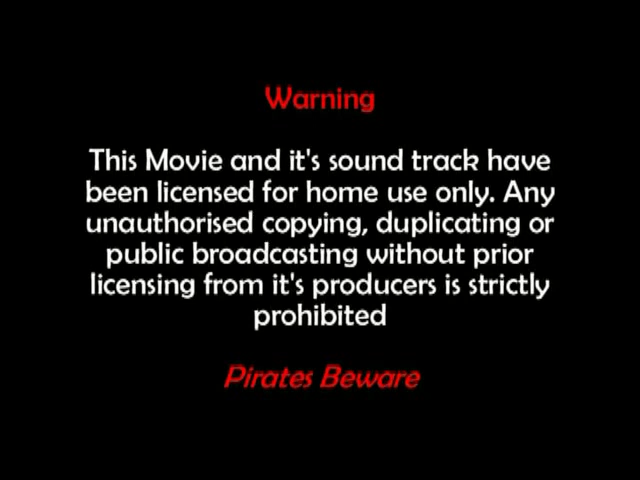 Warning
This Movie and it's sound track have
been licensed for home use only. Any
unauthorised copying, duplicating or
public broadcasting without prior
licensing from it's producers is strictly
prohibited
Pirates Beware